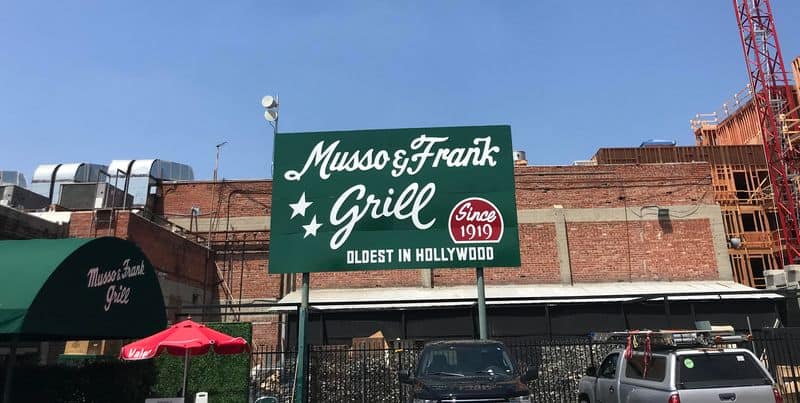 Musso & Frank
Grill
Since
1919
OLDEST IN HOLLYWOOD
Musso & Frank
Grill
Valet